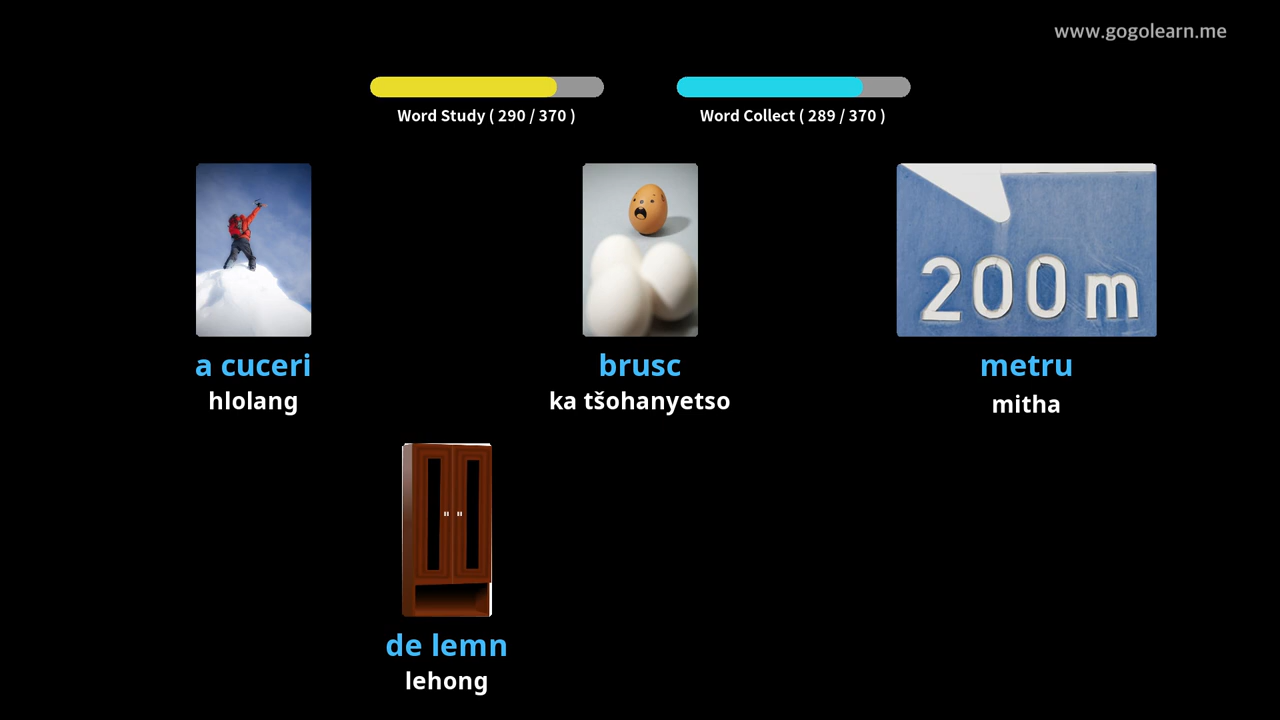 www.gogolearn.me
Word Study ( 290 / 370 )
Word Collect ( 289 / 370 )
200 m
a cuceri
hlolang
brusc
ka tšohanyetso
metru
mitha
de lemn
lehong